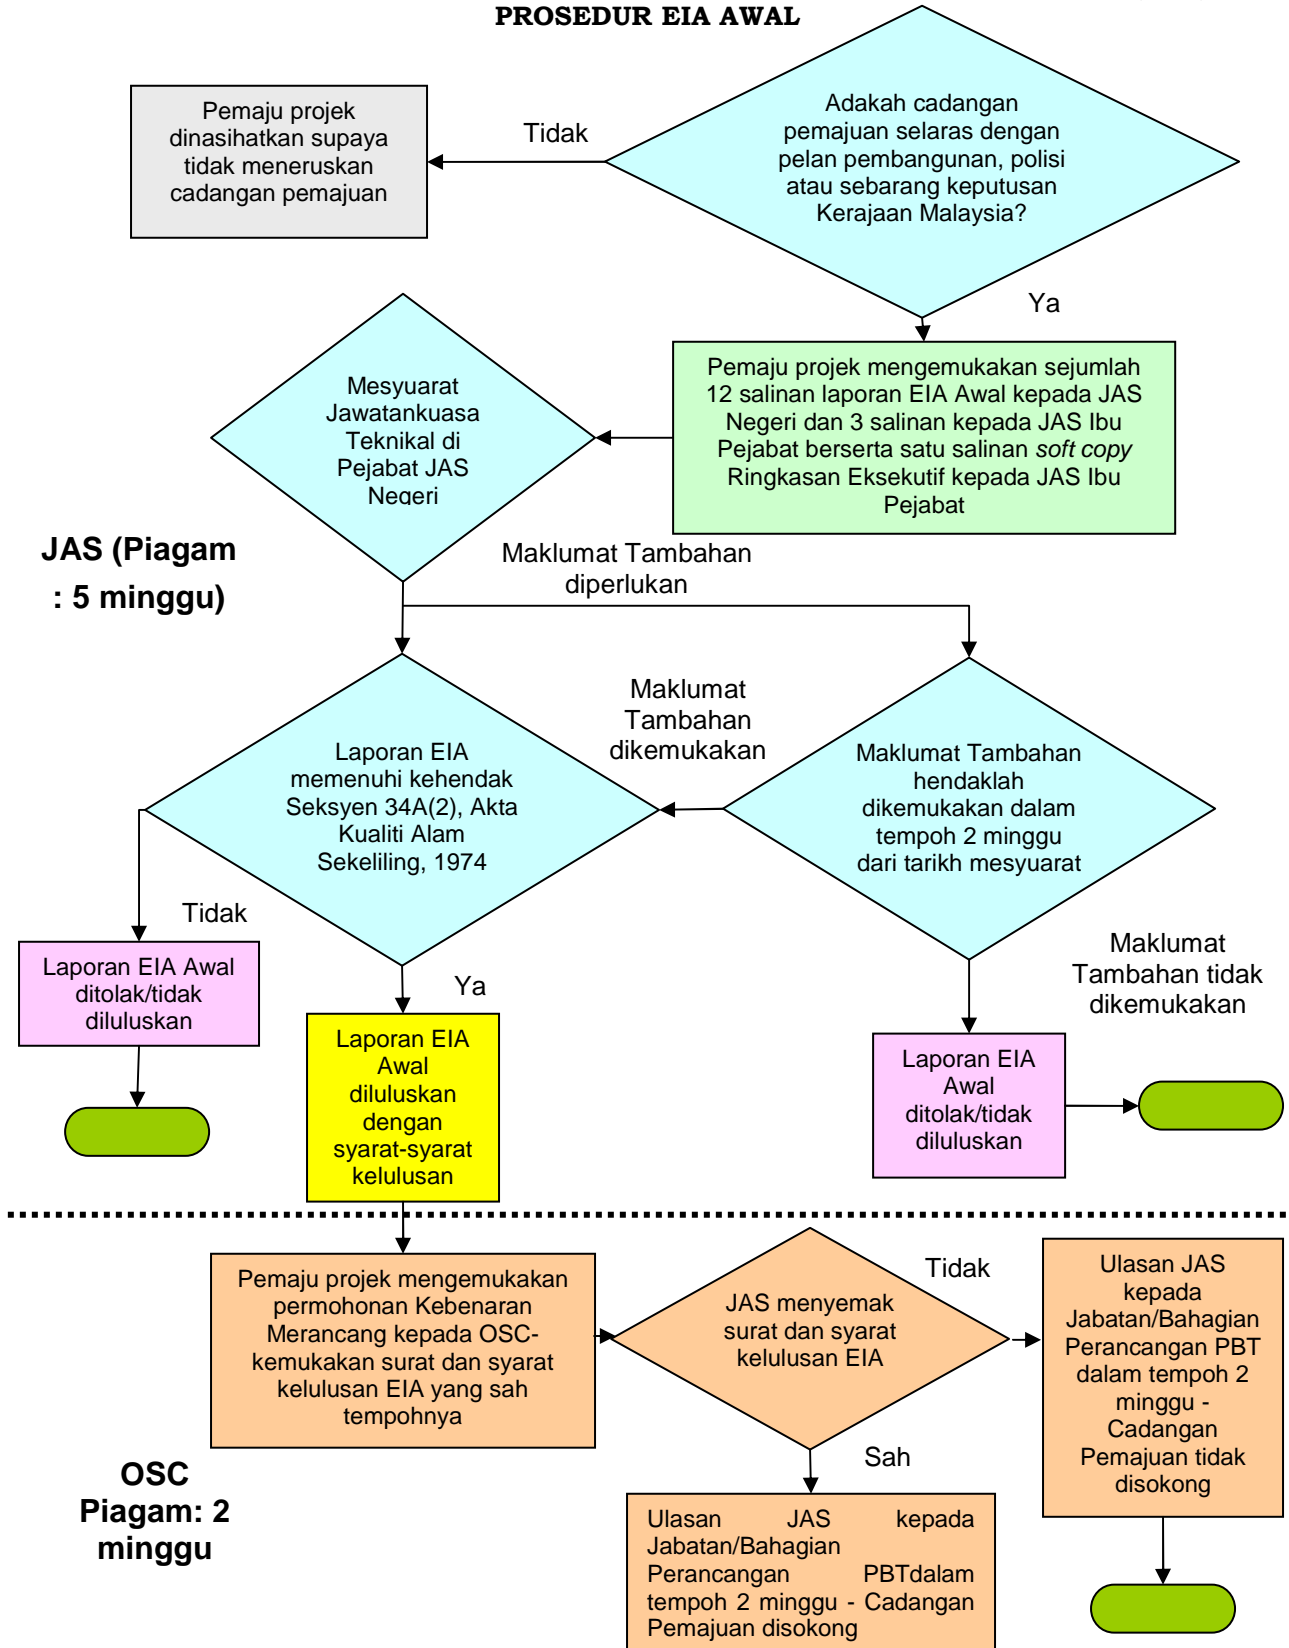 PROSEDUR EIA AWAL
Adakah cadangan
pemajuan selaras dengan
pelan pembangunan, polisi
atau sebarang keputusan
Kerajaan Malaysia?
Tidak
Pemaju projek
dinasihatkan supaya
tidak meneruskan
cadangan pemajuan
Ya
Pemaju projek mengemukakan sejumlah
12 salinan laporan EIA Awal kepada JAS
Negeri dan 3 salinan kepada JAS Ibu
Pejabat berserta satu salinan soft copy
Ringkasan Eksekutif kepada JAS Ibu
Pejabat
Mesyuarat
Jawatankuasa
Teknikal di
Pejabat JAS
Negeri
JAS (Piagam
: 5 minggu)
Maklumat Tambahan
diperlukan
Maklumat
Tambahan
dikemukakan
Laporan EIA
memenuhi kehendak
Seksyen 34A(2), Akta
Kualiti Alam
Sekeliling, 1974
Maklumat Tambahan
hendaklah
dikemukakan dalam
tempoh 2 minggu
dari tarikh mesyuarat
Tidak
Laporan EIA Awal
ditolak/tidak
diluluskan
Ya
Laporan EIA
Awal
diluluskan
dengan
syarat-syarat
kelulusan
Maklumat
Tambahan tidak
dikemukakan
Laporan EIA
Awal
ditolak/tidak
diluluskan
Pemaju projek mengemukakan
permohonan Kebenaran
Merancang kepada OSC-
kemukakan surat dan syarat
kelulusan EIA yang sah
tempohnya
JAS menyemak
surat dan syarat
kelulusan EIA
Tidak
Ulasan JAS
kepada
Jabatan/Bahagian
Perancangan PBT
dalam tempoh 2
minggu -
Cadangan
Pemajuan tidak
disokong
Sah
OSC
Piagam: 2
minggu
Ulasan JAS kepada
Jabatan/Bahagian
Perancangan PBTdalam
tempoh 2 minggu - Cadangan
Pemajuan disokong